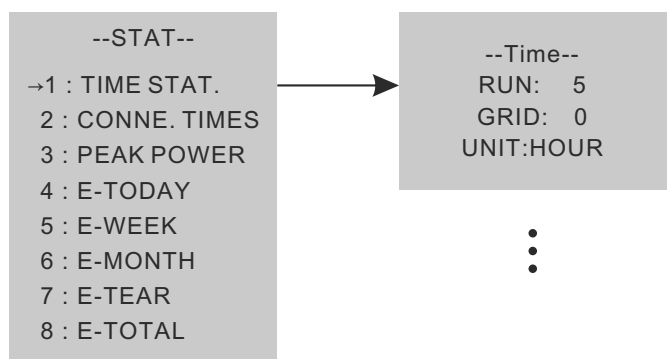 --STAT--
→1 : TIME STAT.
2 : CONNE. TIMES
3 : PEAK POWER
4 : E-TODAY
5 : E-WEEK
6 : E-MONTH
7 : E-TEAR
8 : E-TOTAL
--Time--
RUN: 5
GRID: 0
UNIT:HOUR